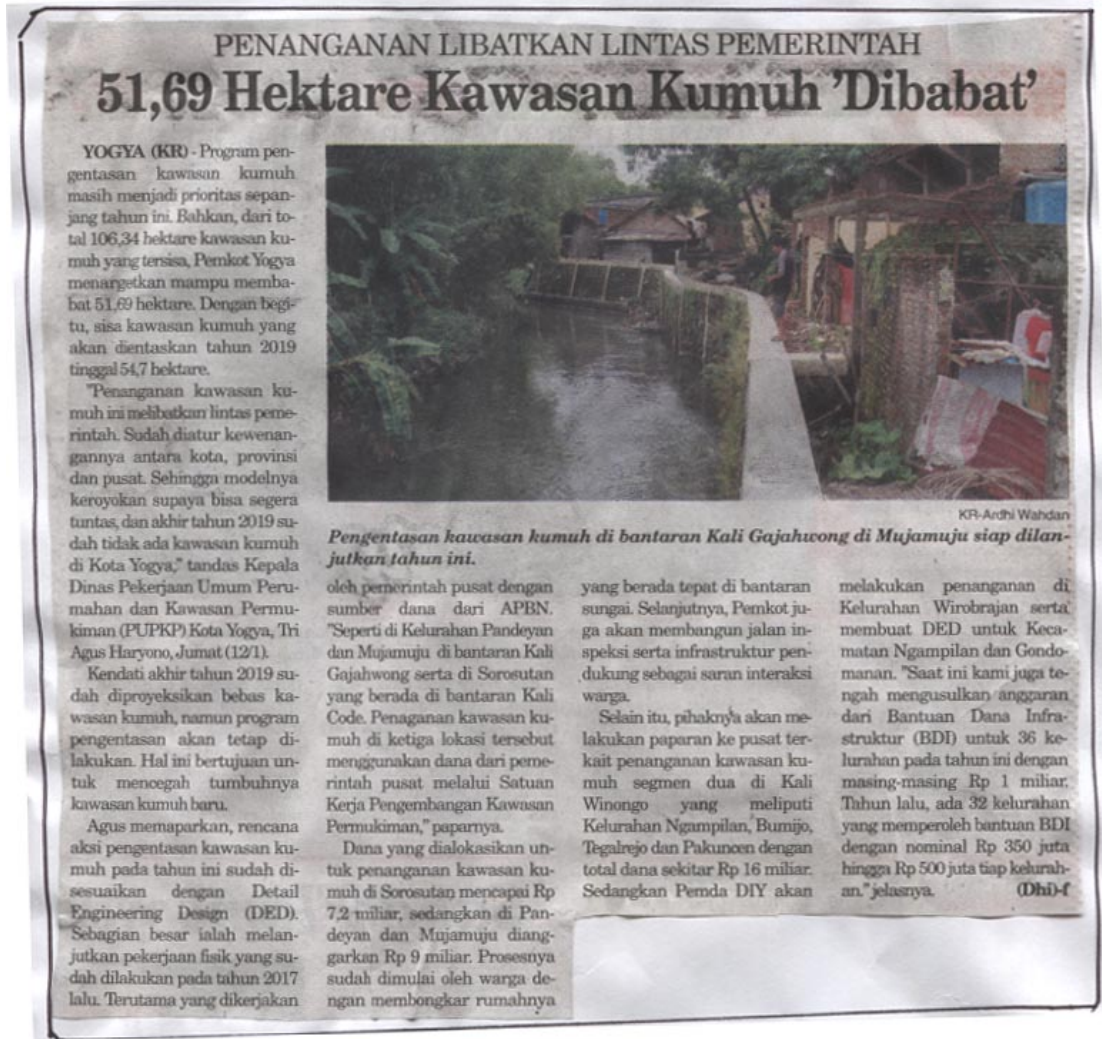 PENANGANAN LIBATKAN LINTAS PEMERINTAH
51,69 Hektare Kawasan Kumuh 'Dibabat'
YOGYA (KR) - Program pen-
gentasan kawasan kumuh
masih menjadi prioritas sepan-
jang tahun ini. Bahkan, dari to-
tal 106,34 hektare kawasan ku-
muh yang tersisa, Pemkot Yogya
menargetkan mampu memba-
bat 51,69 hektare. Dengan begi-
tu, sisa kawasan kumuh yang
akan dientaskan tahun 2019
tinggal 54,7 hektare.
"Penanganan kawasan ku-
muh ini melibatkan lintas peme-
rintah. Sudah diatur kewenan-
gannya antara kota, provinsi
dan pusat. Sehingga modelnya
keroyokan supaya bisa segera
tuntas, dan akhir tahun 2019 su-
dah tidak ada kawasan kumuh
di Kota Yogya," tandas Kepala
Dinas Pekerjaan Umum Peru-
mahan dan Kawasan Permu-
kiman (PUPKP) Kota Yogya, Tri
Agus Haryono, Jumat (12/1).
Kendati akhir tahun 2019 su-
dah diproyeksikan bebas ka-
wasan kumuh, namun program
pengentasan akan tetap di-
lakukan. Hal ini bertujuan un-
tuk mencegah tumbuhnya
kawasan kumuh baru.
Agus memaparkan, rencana
aksi pengentasan kawasan ku-
muh pada tahun ini sudah di-
sesuaikan dengan Detail
Engineering Design (DED).
Sebagian besar ialah melan-
jutkan pekerjaan fisik yang su-
dah dilakukan pada tahun 2017
lalu. Terutama yang dikerjakan
KR-Ardhi Wahdan
Pengentasan kawasan kumuh di bantaran Kali Gajahwong di Mujamuju siap dilan-
jutkan tahun ini.
oleh pemerintah pusat dengan
sumber dana dari APBN.
"Seperti di Kelurahan Pandeyan
dan Mujamuju di bantaran Kali
Gajahwong serta di Sorosutan
yang berada di bantaran Kali
Code. Penaganan kawasan ku-
muh di ketiga lokasi tersebut
menggunakan dana dari peme-
rintah pusat melalui Satuan
Kerja Pengembangan Kawasan
Permukiman," paparnya.
Dana yang dialokasikan un-
tuk penanganan kawasan ku-
muh di Sorosutan mencapai Rp
7,2 miliar, sedangkan di Pan-
deyan dan Mujamuju diang-
garkan Rp 9 miliar. Prosesnya
sudah dimulai oleh warga de-
ngan membongkar rumahnya
yang berada tepat di bantaran
sungai. Selanjutnya, Pemkot ju-
ga akan membangun jalan in-
speksi serta infrastruktur pen-
dukung sebagai saran interaksi
warga.
Selain itu, pihaknya akan me-
lakukan paparan ke pusat ter-
kait penanganan kawasan ku-
muh segmen dua di Kali
Winongo yang meliputi
Kelurahan Ngampilan, Bumijo,
Tegalrejo dan Pakuncen dengan
total dana sekitar Rp 16 miliar.
Sedangkan Pemda DIY akan
melakukan penanganan di
Kelurahan Wirobrajan serta
membuat DED untuk Keca-
matan Ngampilan dan Gondo-
manan. "Saat ini kami juga te-
ngah mengusulkan anggaran
dari Bantuan Dana Infra-
struktur (BDI) untuk 36 ke-
lurahan pada tahun ini dengan
masing-masing Rp 1 miliar.
Tahun lalu, ada 32 kelurahan
yang memperoleh bantuan BDI
dengan nominal Rp 350 juta
hingga Rp 500 juta tiap kelurah-
an." jelasnya. (Dhi)-f